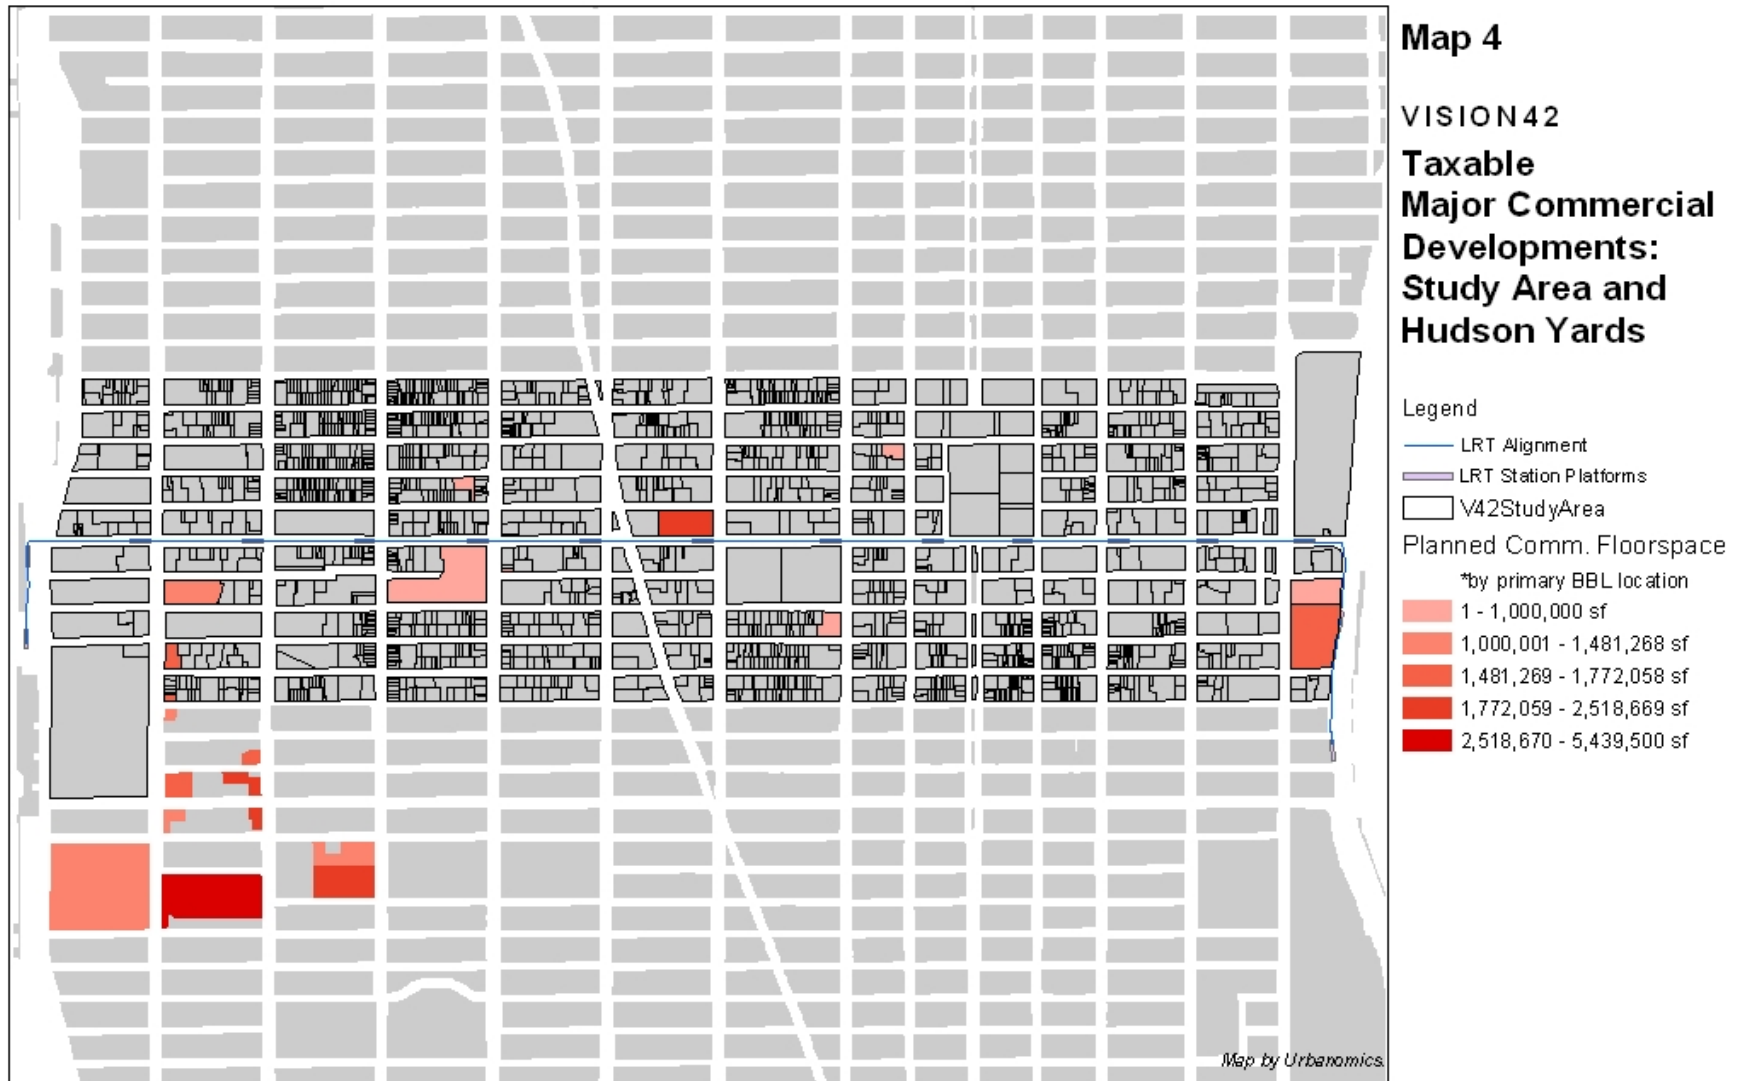 Map 4
VISION42
Taxable
Major Commercial
Developments:
Study Area and
Hudson Yards
Legend
LRT Alignment
LRT Station Platforms
V42StudyArea
Planned Comm. Floorspace
*by primary BBL location
1 - 1,000,000 sf
1,000,001 - 1,481,268 sf
1,481,269 - 1,772,058 sf
1,772,059 - 2,518,669 sf
2,518,670 - 5,439,500 sf
Map by Urbanomics.